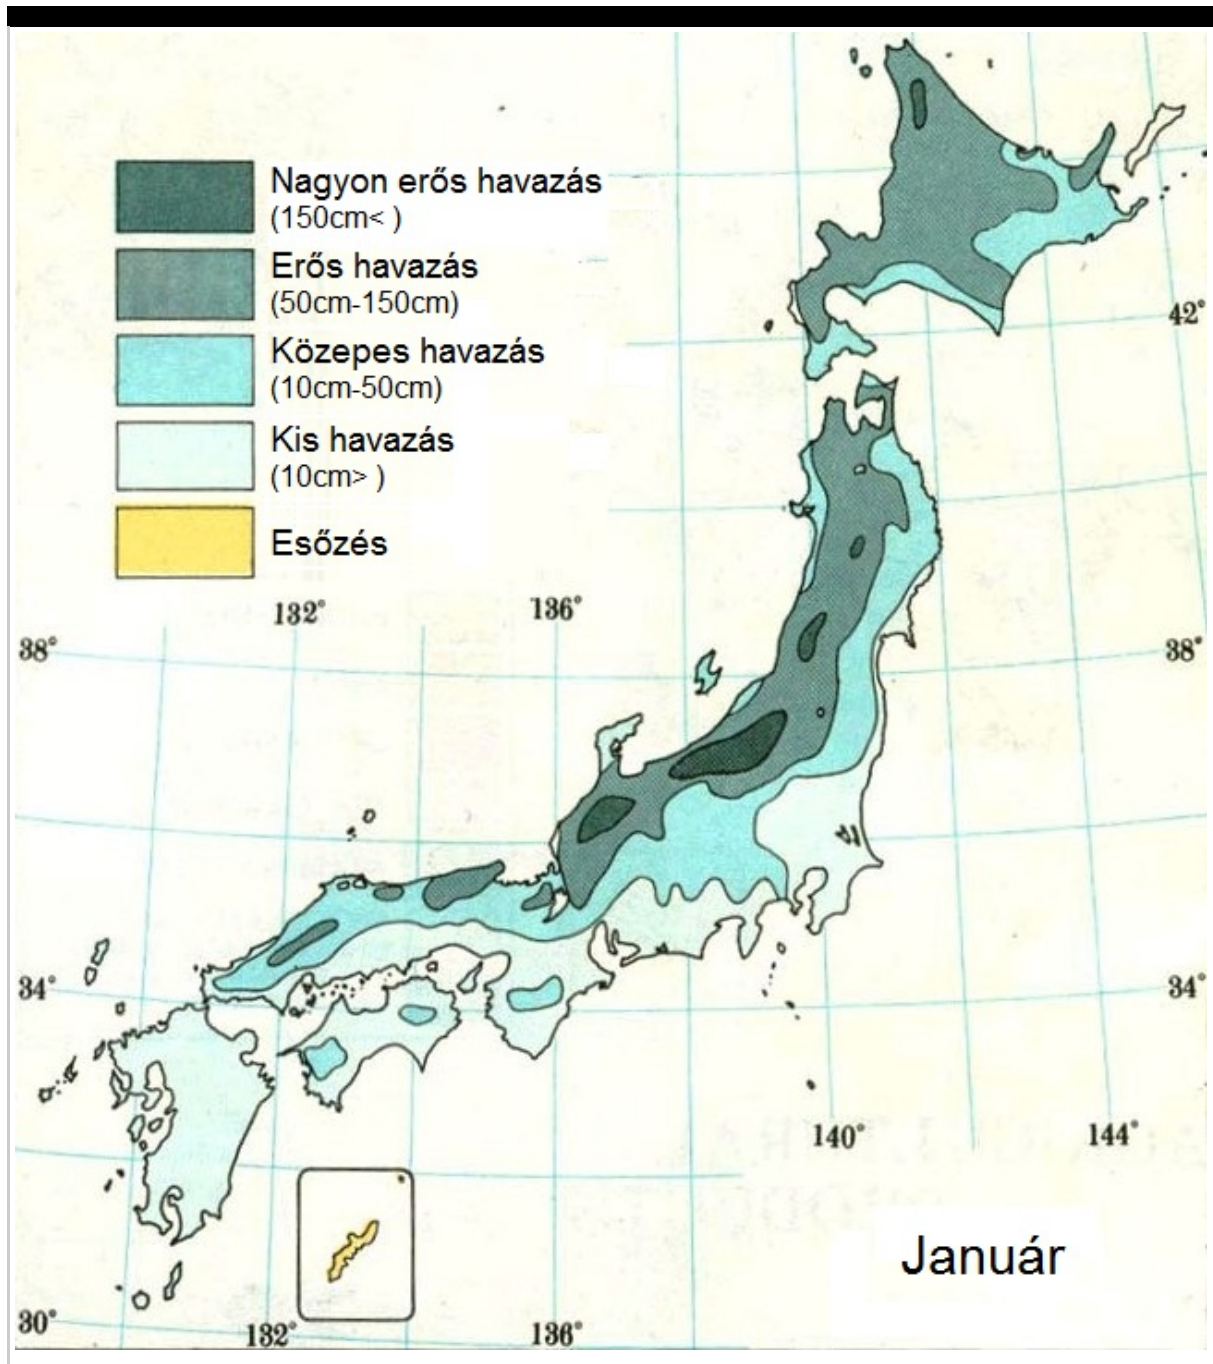 Nagyon erős havazás
(150cm< )
Erős havazás
(50cm-150cm)
Közepes havazás
(10cm-50cm)
Kis havazás
(10cm> )
Esőzés
42°
132°
136°
38°
38°
34°
34°
140°
144°
Január
30°
132°
136°